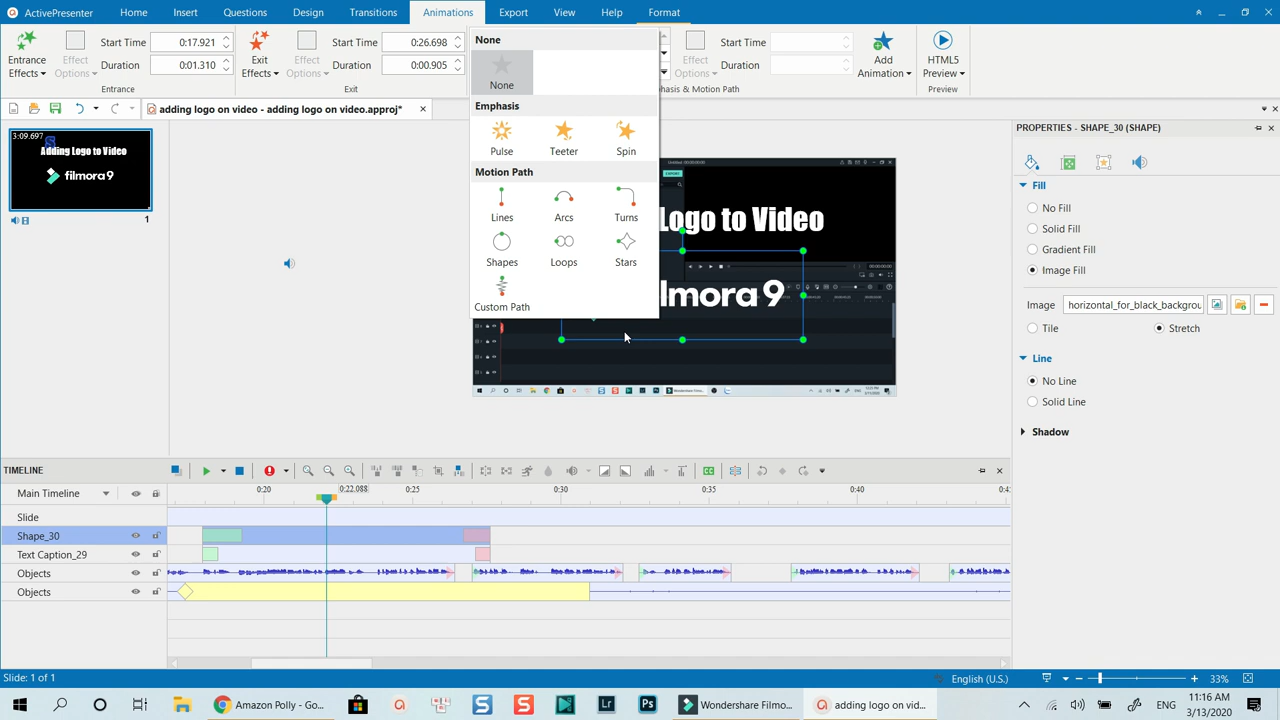 ActivePresenter
Home Insert Questions Design Transitions Animations Export View Help Format
Entrance Effects
Effect Options
Start Time 0:17.921
Duration 0:01.310
Entrance
Exit Effects
Effect Options
Start Time 0:26.698
Duration 0:00.905
Exit
None
None
Emphasis
Pulse Teeter Spin
Motion Path
Lines Arcs Turns
Shapes Loops Stars
Custom Path
Effect Options
Start Time
Duration
Add Animation
HTML5 Preview
Preview
adding logo on video - adding logo on video.approj*
3:09.697
Adding Logo to Video
filmora9
1
Logo to Video
lmora9
PROPERTIES - SHAPE_30 (SHAPE)
Fill
No Fill
Solid Fill
Gradient Fill
Image Fill
Image horizontal_for_black_backgrou
Tile Stretch
Line
No Line
Solid Line
Shadow
TIMELINE
Main Timeline
0:20 0:22.088 0:25 0:30 0:35 0:40
Slide
Shape_30
Text Caption_29
Objects
Objects
Slide: 1 of 1
English (U.S.)
33%
Amazon Polly - Go...
Wondershare Filmo...
adding logo on vid...
ENG
11:16 AM
3/13/2020